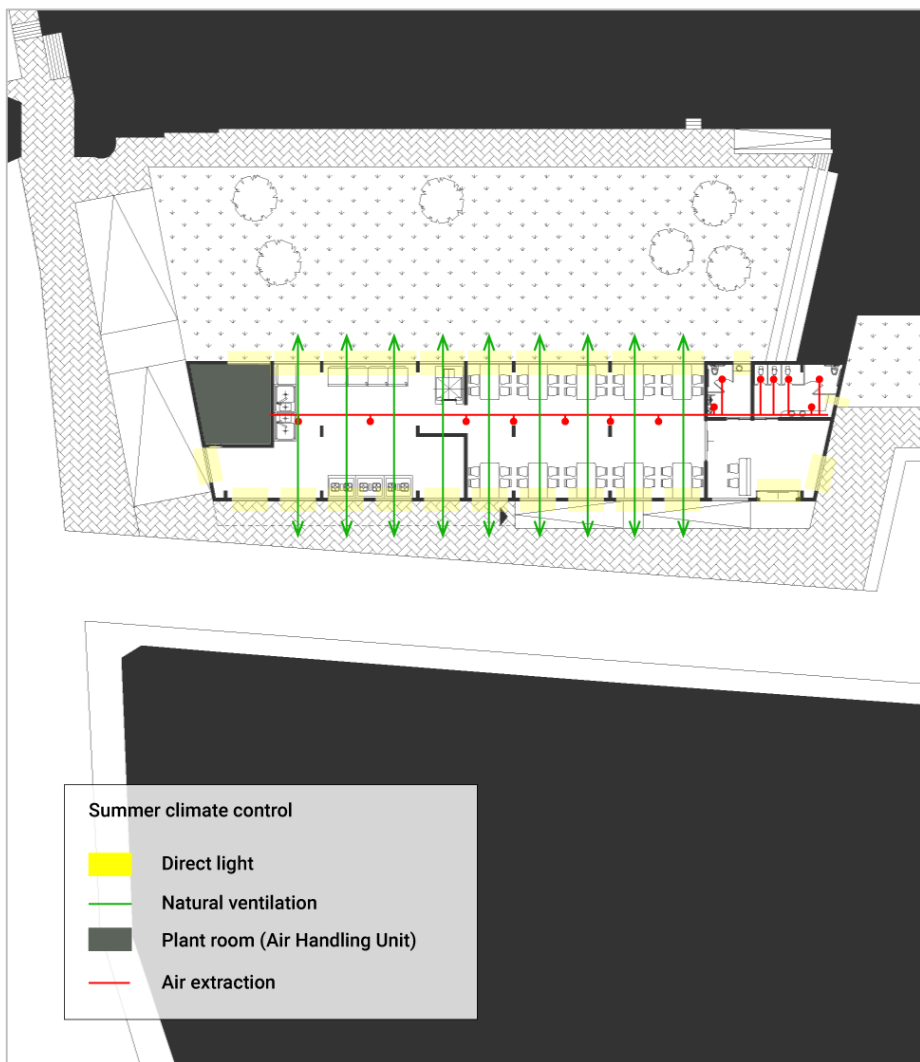 Summer climate control
Direct light
Natural ventilation
Plant room (Air Handling Unit)
Air extraction